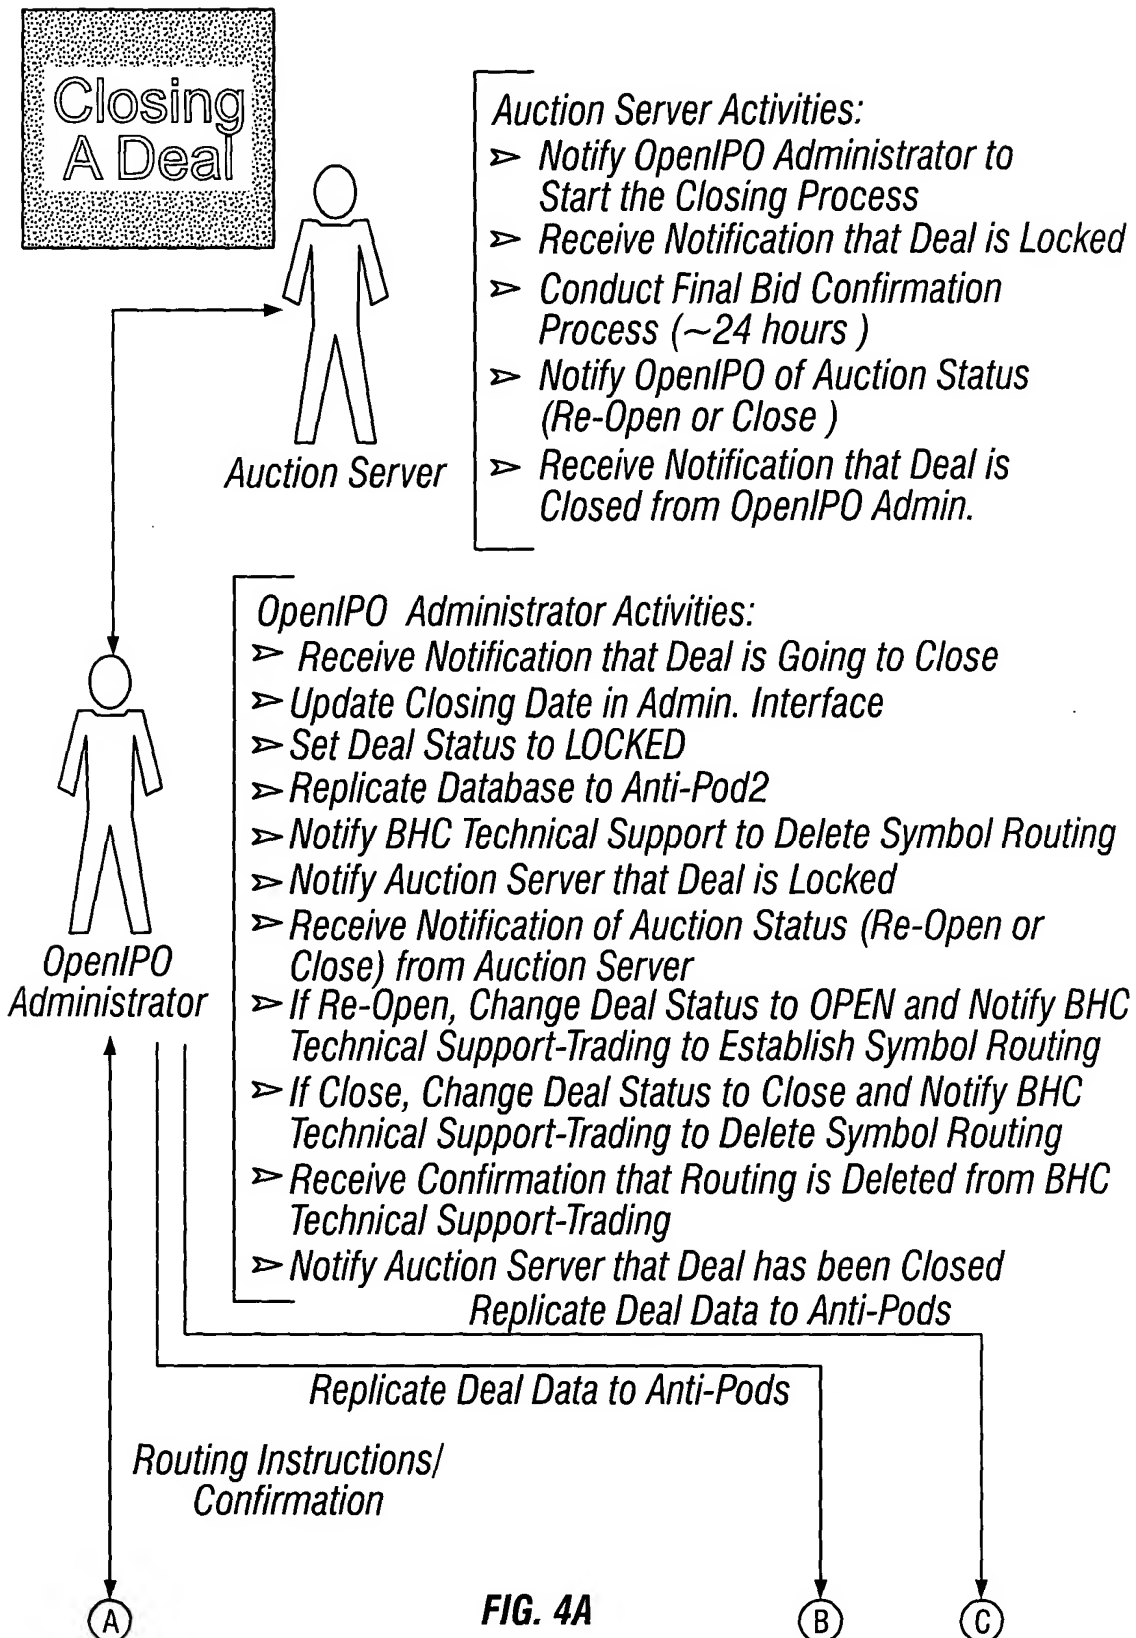 Closing
A Deal
Auction Server Activities:
➢ Notify OpenIPO Administrator to
Start the Closing Process
➢ Receive Notification that Deal is Locked
➢ Conduct Final Bid Confirmation
Process (~24 hours )
➢ Notify OpenIPO of Auction Status
(Re-Open or Close )
➢ Receive Notification that Deal is
Closed from OpenIPO Admin.
Auction Server
OpenIPO Administrator Activities:
➢ Receive Notification that Deal is Going to Close
➢ Update Closing Date in Admin. Interface
➢ Set Deal Status to LOCKED
➢ Replicate Database to Anti-Pod2
➢ Notify BHC Technical Support to Delete Symbol Routing
➢ Notify Auction Server that Deal is Locked
➢ Receive Notification of Auction Status (Re-Open or
Close) from Auction Server
➢ If Re-Open, Change Deal Status to OPEN and Notify BHC
Technical Support-Trading to Establish Symbol Routing
➢ If Close, Change Deal Status to Close and Notify BHC
Technical Support-Trading to Delete Symbol Routing
➢ Receive Confirmation that Routing is Deleted from BHC
Technical Support-Trading
➢ Notify Auction Server that Deal has been Closed
OpenIPO
Administrator
Replicate Deal Data to Anti-Pods
Replicate Deal Data to Anti-Pods
Routing Instructions/
Confirmation
A
FIG. 4A
B
C